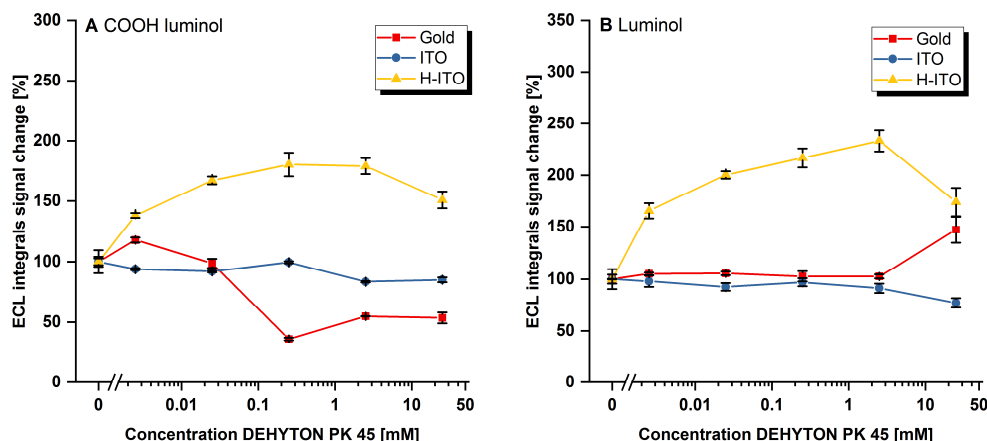 A COOH luminol
Gold
ITO
H-ITO
ECL integrals signal change [%]
300
250
200
150
100
50
0
0 0.01 0.1 1 10 50
Concentration DEHYTON PK 45 [mM]
B Luminol
Gold
ITO
H-ITO
ECL integrals signal change [%]
350
300
250
200
150
100
50
0
0 0.01 0.1 1 10 50
Concentration DEHYTON PK 45 [mM]